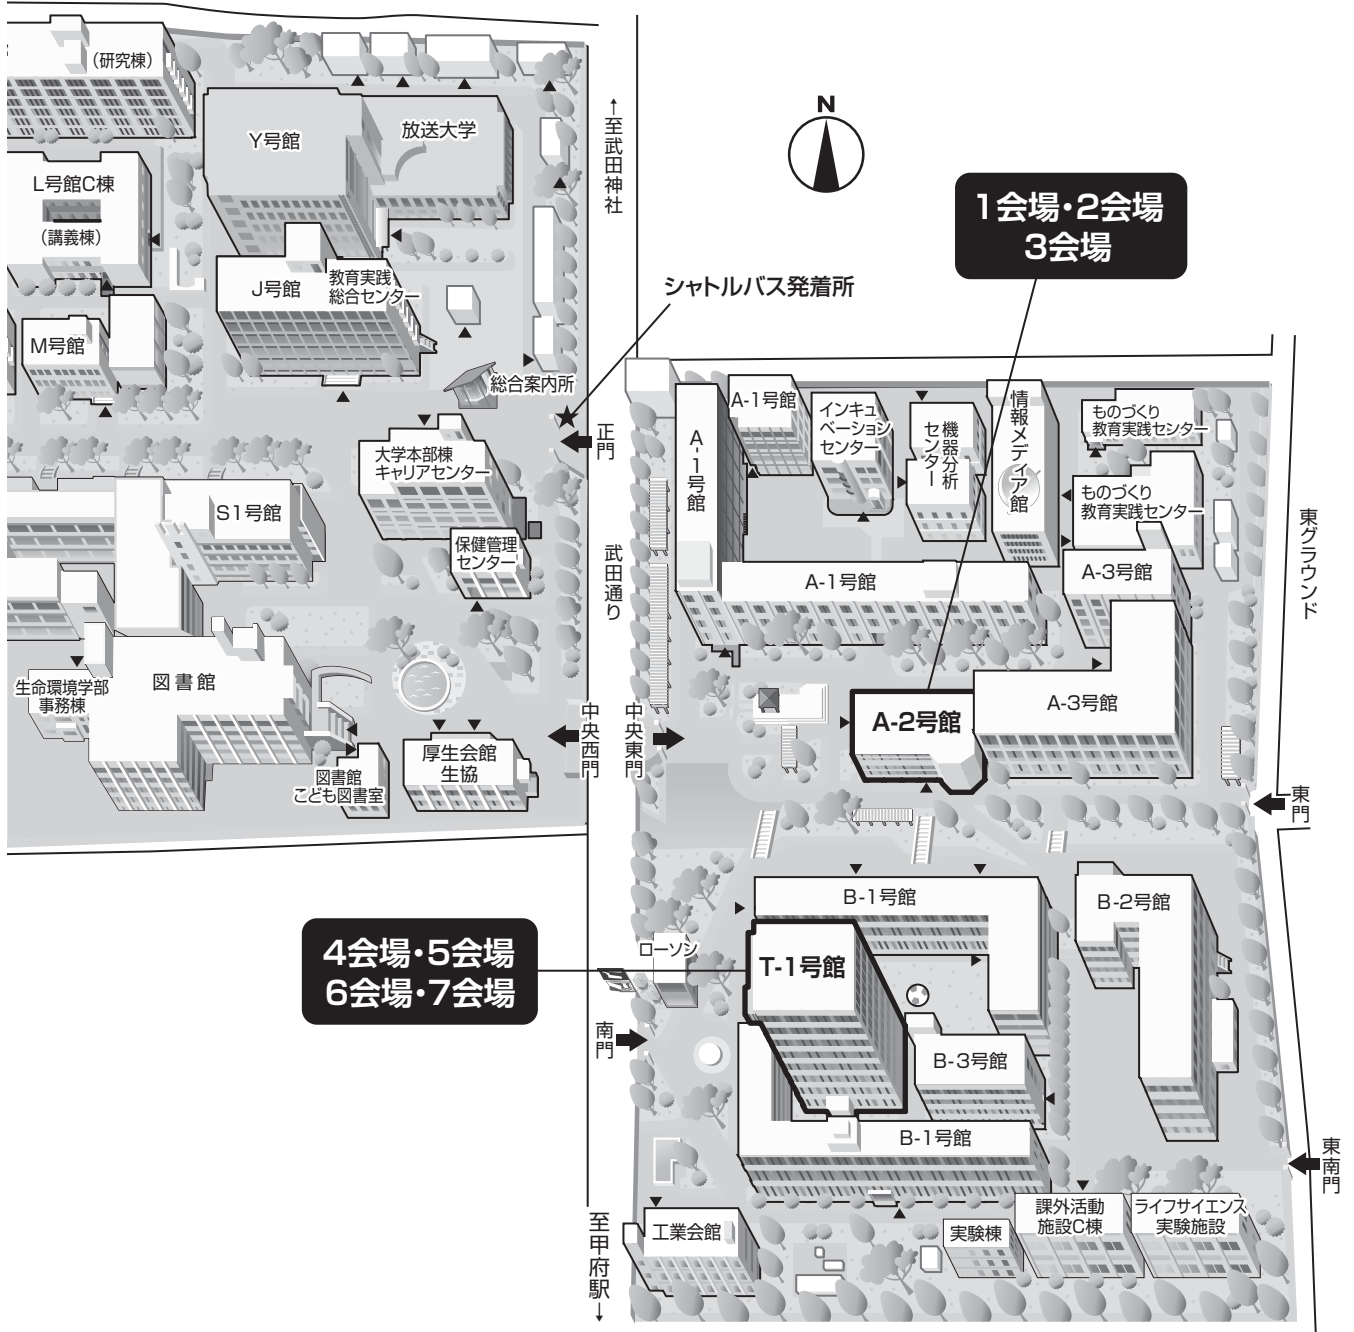 (研究棟)
Y号館
放送大学
L号館C棟
(講義棟)
↑至武田神社
N
1会場・2会場
3会場
J号館
教育実践
総合センター
シャトルバス発着所
M号館
総合案内所
正門
大学本部棟
キャリアセンター
S1号館
保健管理
センター
武田通り
A-1号館
A-1号館
インキュ
ベーション
センター
機器分析
センター
情報メディア館
ものづくり
教育実践センター
ものづくり
教育実践センター
東グラウンド
A-1号館
A-3号館
生命環境学部
事務棟
図書館
A-2号館
A-3号館
中央西門
中央東門
厚生会館
生協
図書館
こども図書室
東門
B-1号館
B-2号館
4会場・5会場
6会場・7会場
ローソン
T-1号館
南門
B-3号館
B-1号館
東南門
至甲府駅→
工業会館
実験棟
課外活動
施設C棟
ライフサイエンス
実験施設